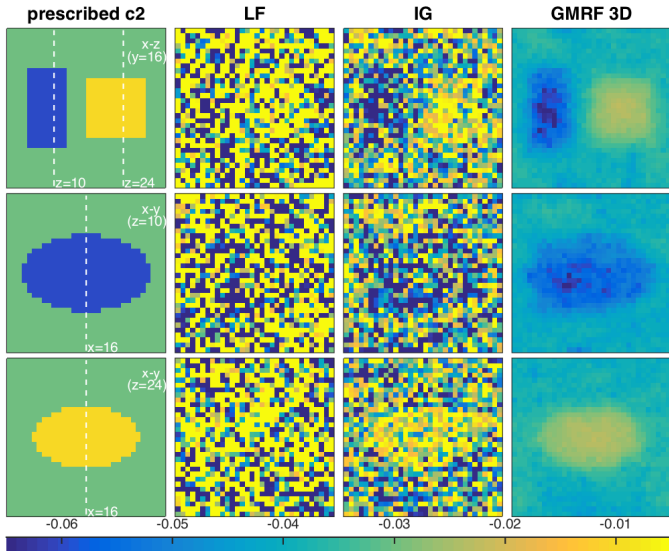 prescribed c2 LF IG GMRF 3D
x-z
(y=16)
z=10 z=24
x-y
(z=10)
x=16
x-y
(z=24)
x=16
-0.06 -0.05 -0.04 -0.03 -0.02 -0.01